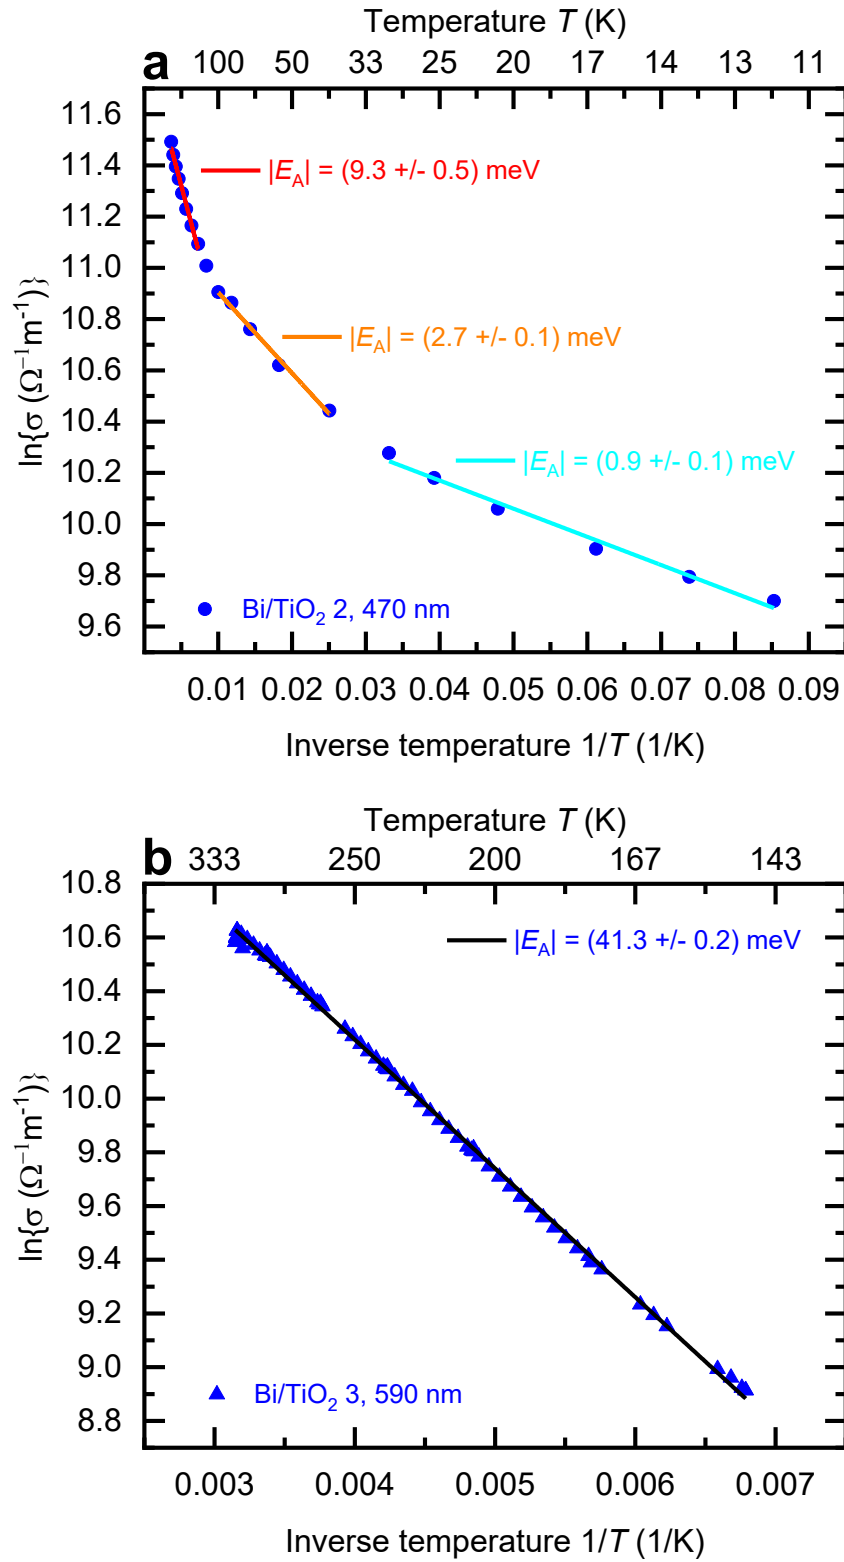 Temperature T (K)
a 100 50 33 25 20 17 14 13 12 11
11.6
11.4
|E_A| = (9.3 +/- 0.5) meV
11.2
11.0
10.8
|E_A| = (2.7 +/- 0.1) meV
10.6
10.4
10.2
|E_A| = (0.9 +/- 0.1) meV
10.0
9.8
9.6
Bi/TiO₂ 2, 470 nm
ln{σ (Ω⁻¹m⁻¹)}
0.01 0.02 0.03 0.04 0.05 0.06 0.07 0.08 0.09
Inverse temperature 1/T (1/K)
Temperature T (K)
b 333 250 200 167 143
10.8
10.6
|E_A| = (41.3 +/- 0.2) meV
10.4
10.2
10.0
9.8
9.6
9.4
9.2
9.0
Bi/TiO₂ 3, 590 nm
8.8
ln{σ (Ω⁻¹m⁻¹)}
0.003 0.004 0.005 0.006 0.007
Inverse temperature 1/T (1/K)